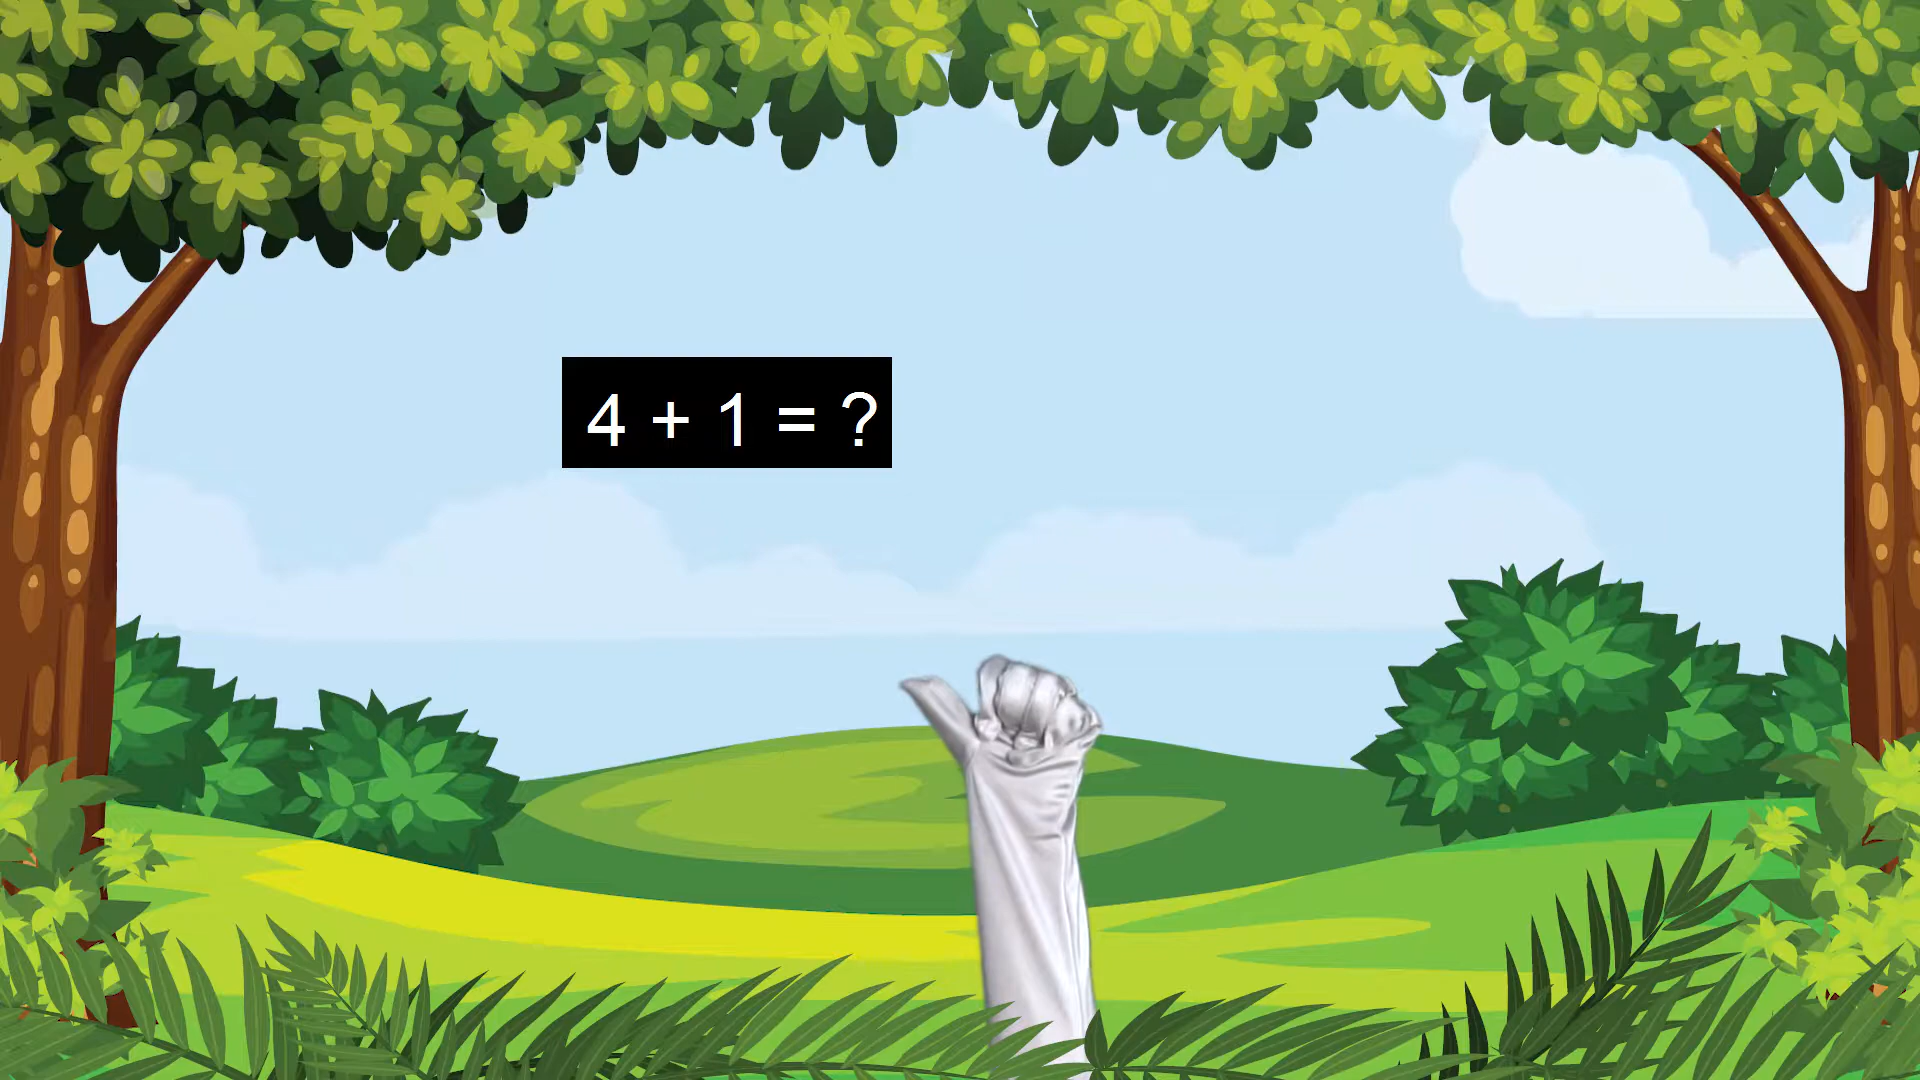 4 + 1 = ?